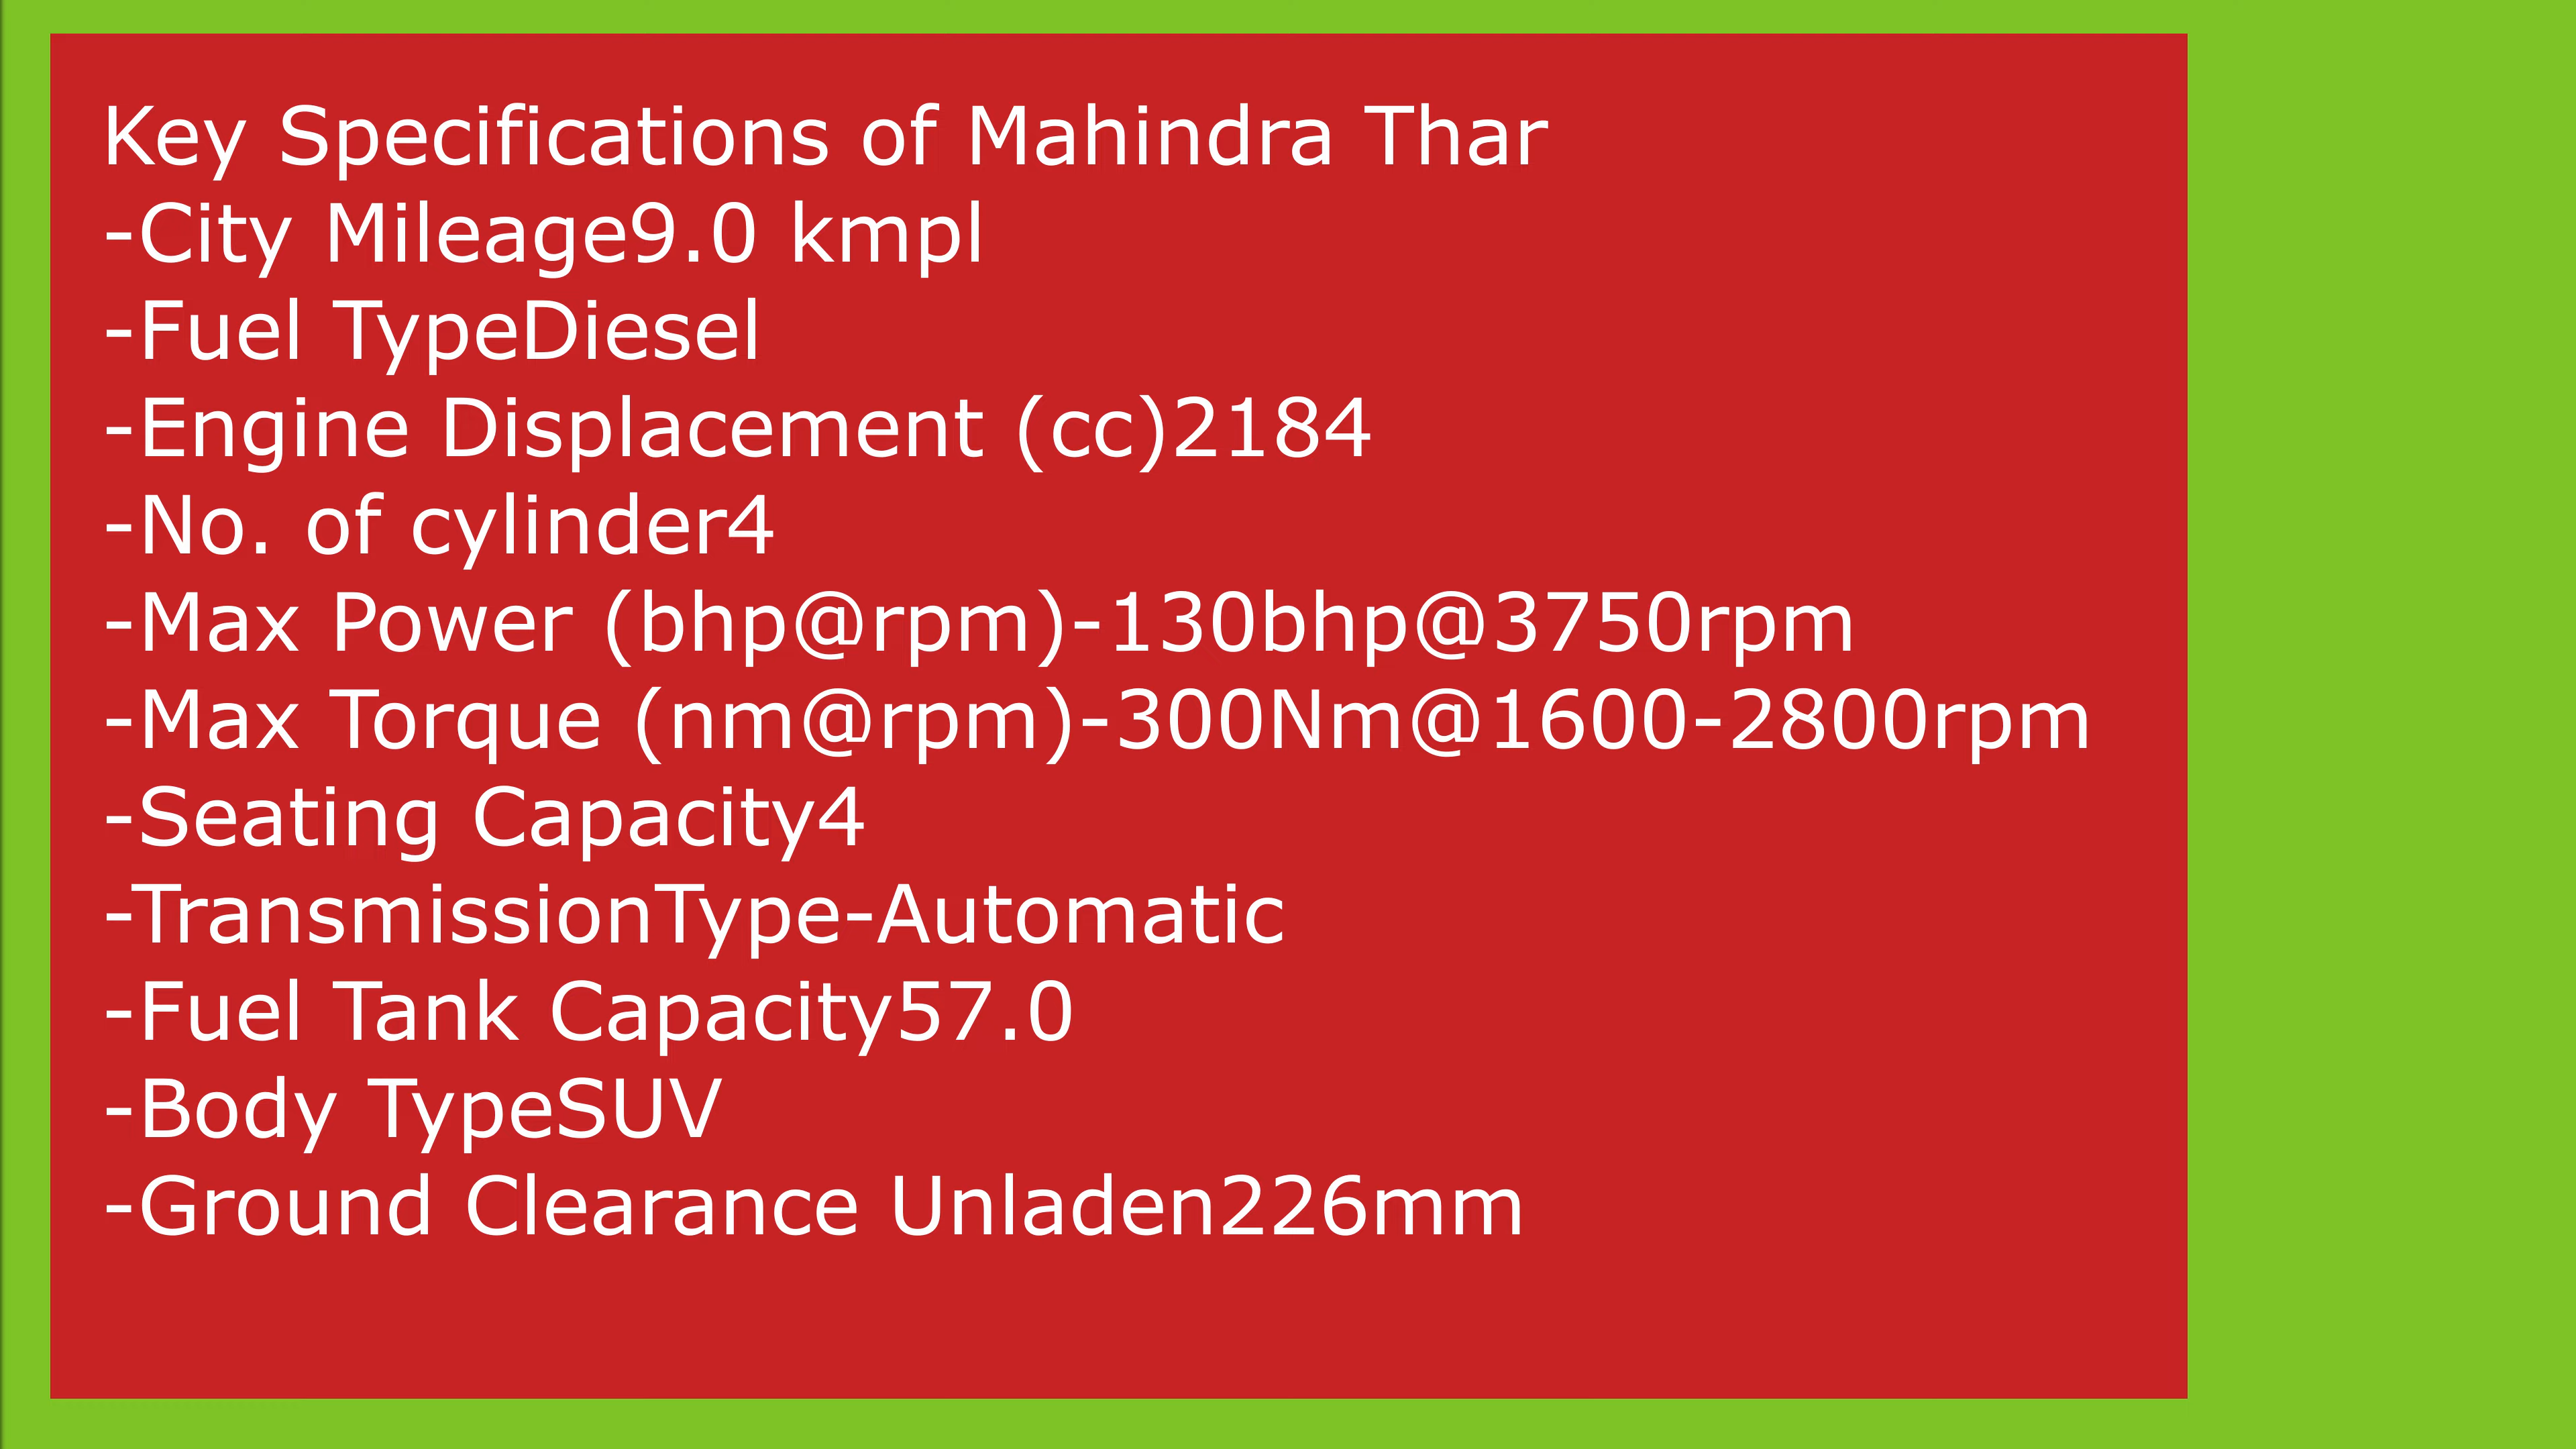 Key Specifications of Mahindra Thar
-City Mileage9.0 kmpl
-Fuel TypeDiesel
-Engine Displacement (cc)2184
-No. of cylinder4
-Max Power (bhp@rpm)-130bhp@3750rpm
-Max Torque (nm@rpm)-300Nm@1600-2800rpm
-Seating Capacity4
-TransmissionType-Automatic
-Fuel Tank Capacity57.0
-Body TypeSUV
-Ground Clearance Unladen226mm